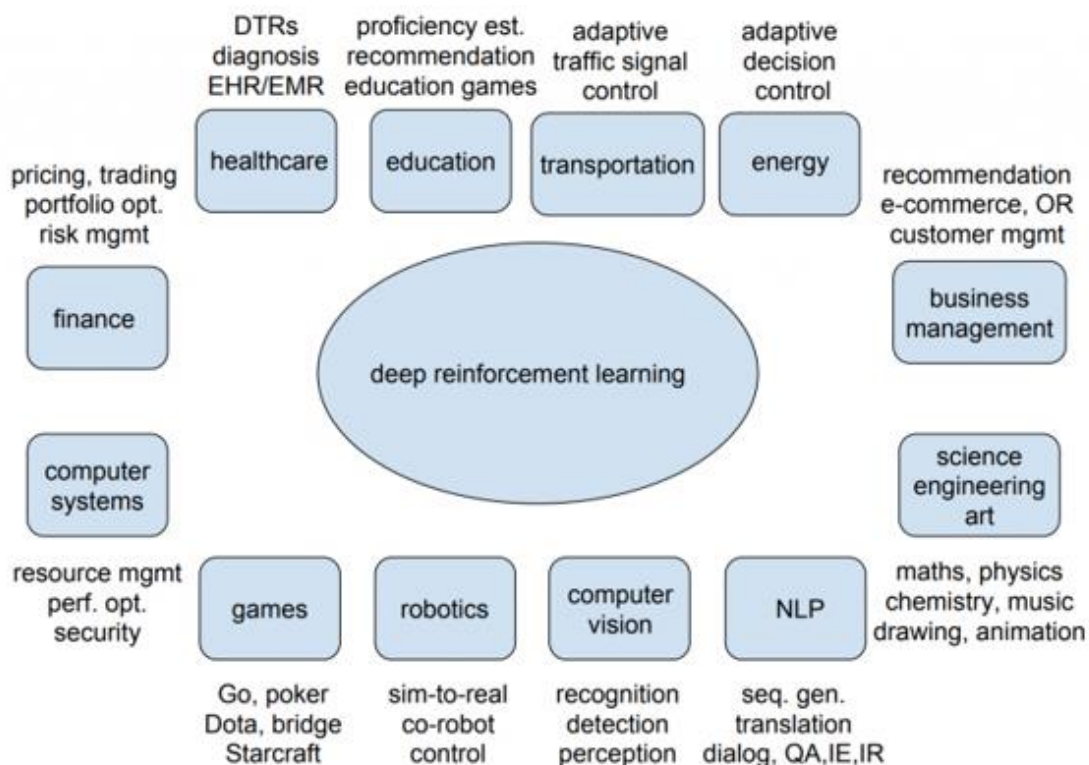 DTRs
diagnosis
EHR/EMR
healthcare
proficiency est.
recommendation
education games
education
adaptive
traffic signal
control
transportation
adaptive
decision
control
energy
pricing, trading
portfolio opt.
risk mgmt
finance
recommendation
e-commerce, OR
customer mgmt
business
management
deep reinforcement learning
computer
systems
resource mgmt
perf. opt.
security
science
engineering
art
maths, physics
chemistry, music
drawing, animation
games
Go, poker
Dota, bridge
Starcraft
robotics
sim-to-real
co-robot
control
computer
vision
recognition
detection
perception
NLP
seq. gen.
translation
dialog, QA,IE,IR